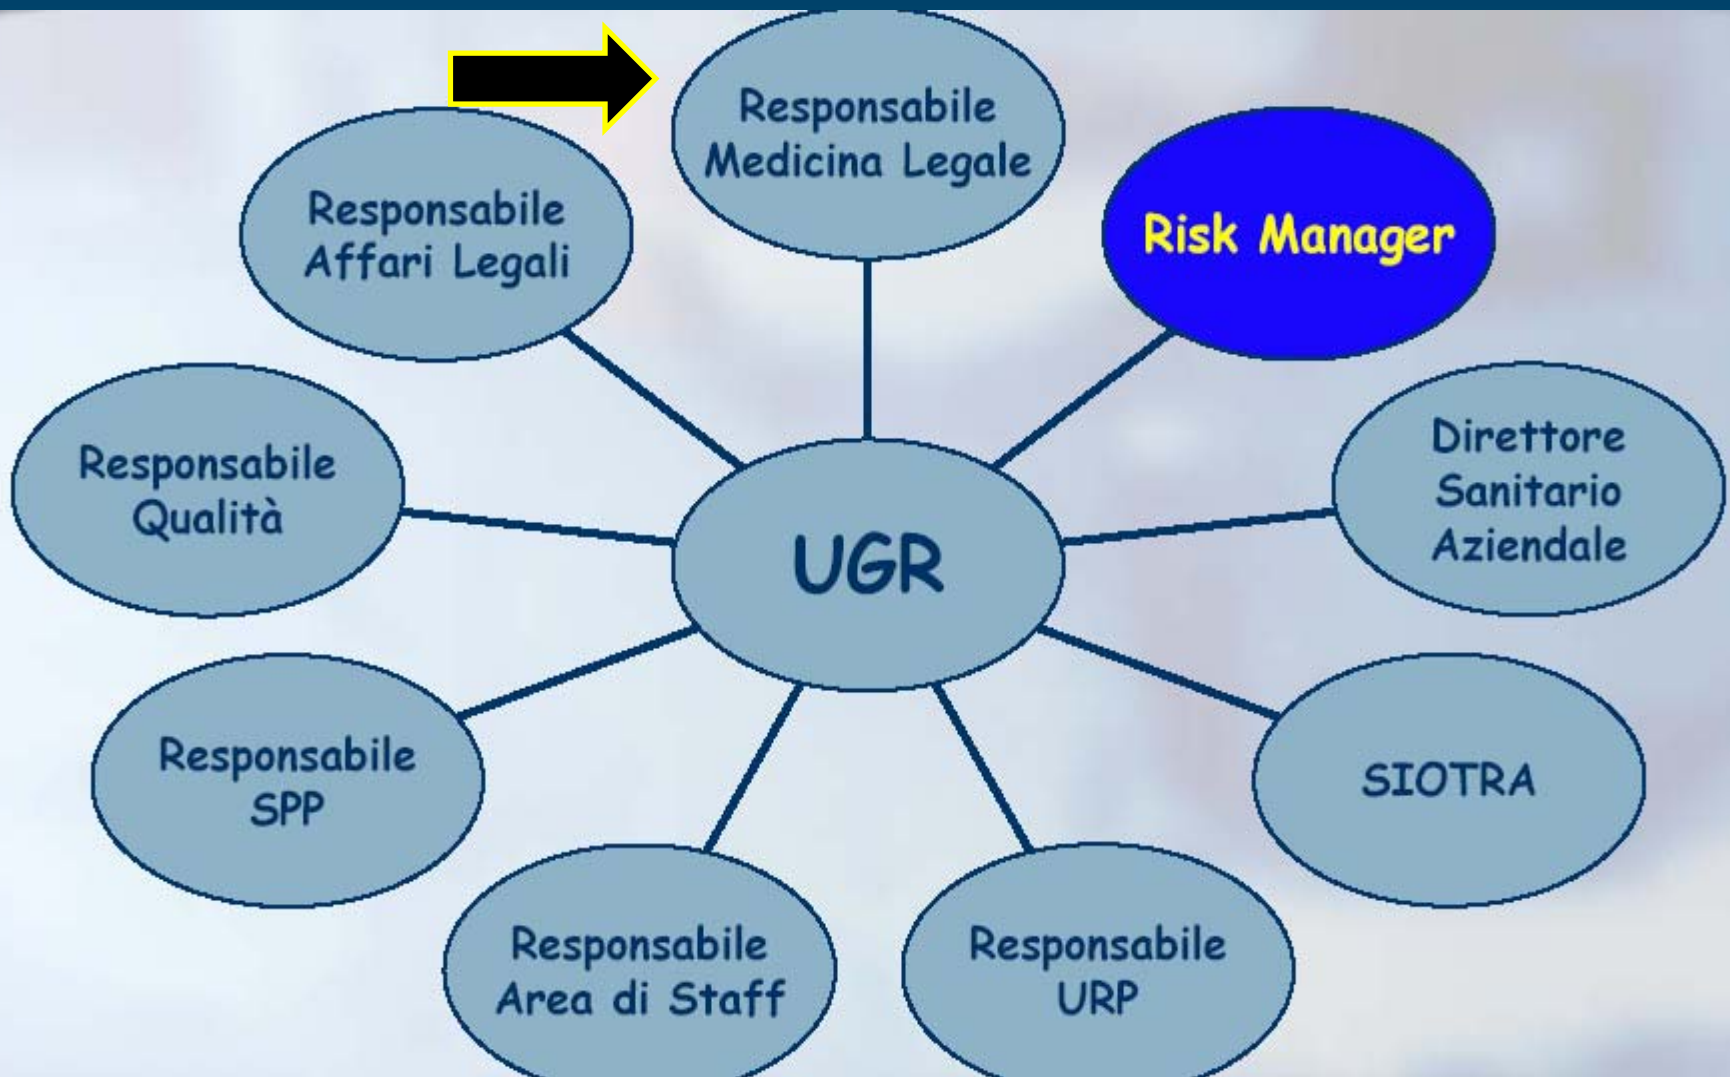 Responsabile
Medicina Legale
Responsabile
Affari Legali
Risk Manager
Responsabile
Qualità
Direttore
Sanitario
Aziendale
UGR
Responsabile
SPP
SIOTRA
Responsabile
Area di Staff
Responsabile
URP